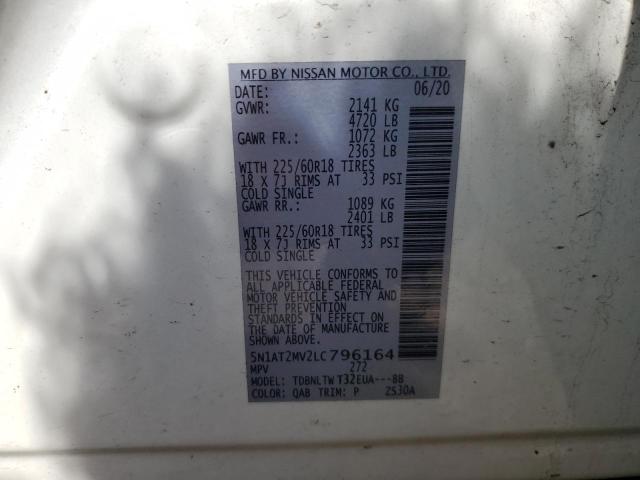 MFD BY NISSAN MOTOR CO., LTD.
DATE: 06/20
GVWR: 2141 KG
4720 LB
GAWR FR.: 1072 KG
2363 LB
WITH 225/60R18 TIRES
18 X 7J RIMS AT 33 PSI
COLD SINGLE
GAWR RR.: 1089 KG
2401 LB
WITH 225/60R18 TIRES
18 X 7J RIMS AT 33 PSI
COLD SINGLE
THIS VEHICLE CONFORMS TO
ALL APPLICABLE FEDERAL
MOTOR VEHICLE SAFETY AND
THEFT PREVENTION
STANDARDS IN EFFECT ON
THE DATE OF MANUFACTURE
SHOWN ABOVE.
5N1AT2MV2LC796164
MPV 272
MODEL: TDBNLTWT32EUA---BB
COLOR: QAB TRIM: P 2S30A